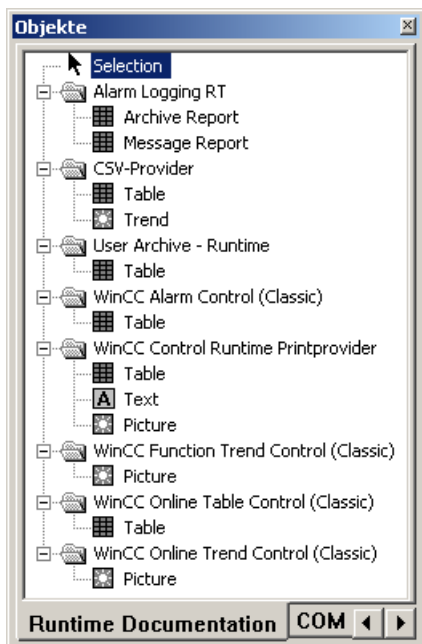 Objekte
Selection
Alarm Logging RT
Archive Report
Message Report
CSV-Provider
Table
Trend
User Archive - Runtime
Table
WinCC Alarm Control (Classic)
Table
WinCC Control Runtime Printprovider
Table
A Text
Picture
WinCC Function Trend Control (Classic)
Picture
WinCC Online Table Control (Classic)
Table
WinCC Online Trend Control (Classic)
Picture
Runtime Documentation COM